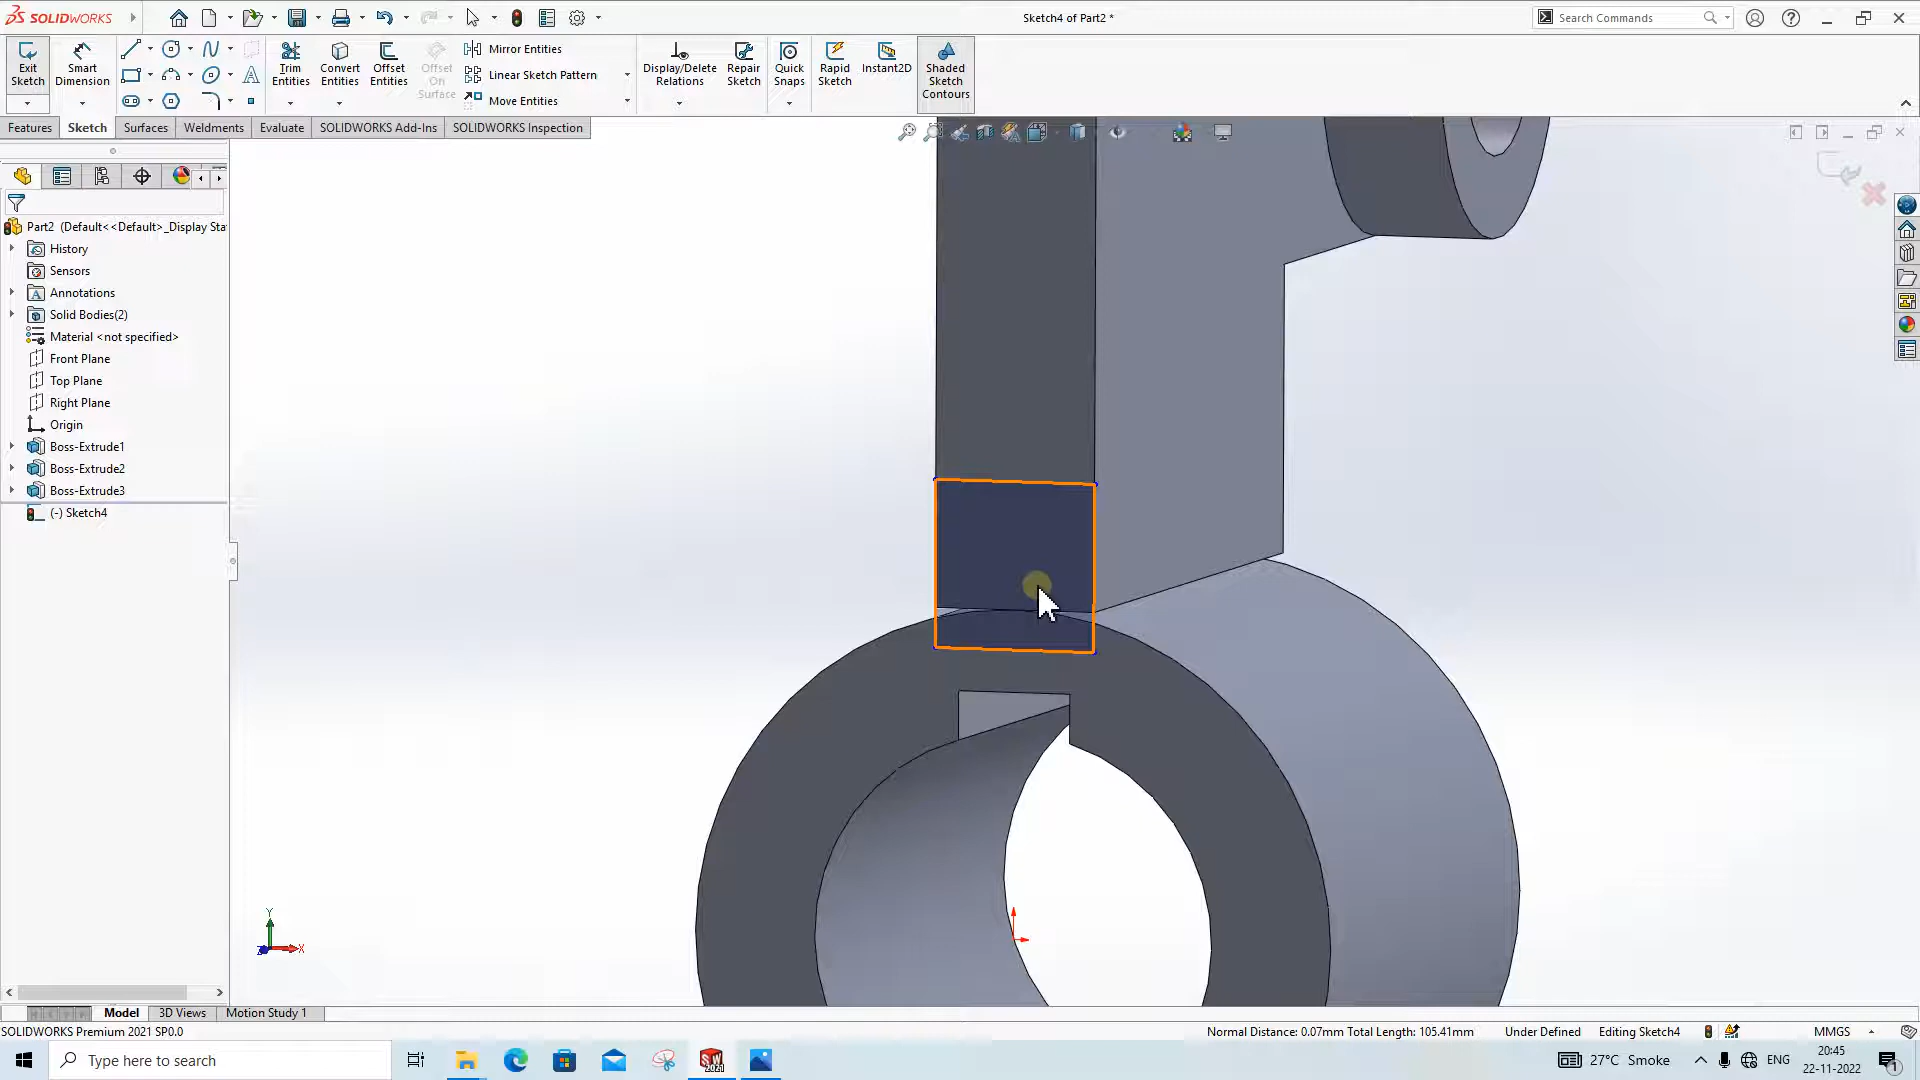 SOLIDWORKS
Sketch4 of Part2 *
Search Commands
Exit Sketch
Smart Dimension
Trim Entities
Convert Entities
Offset Entities
Offset On Surface
Mirror Entities
Linear Sketch Pattern
Move Entities
Display/Delete Relations
Repair Sketch
Quick Snaps
Rapid Sketch
Instant2D
Shaded Sketch Contours
Features
Sketch
Surfaces
Weldments
Evaluate
SOLIDWORKS Add-Ins
SOLIDWORKS Inspection
Part2 (Default<<Default>_Display Sta
History
Sensors
Annotations
Solid Bodies(2)
Material <not specified>
Front Plane
Top Plane
Right Plane
Origin
Boss-Extrude1
Boss-Extrude2
Boss-Extrude3
(-) Sketch4
Y
X
Z
Model
3D Views
Motion Study 1
SOLIDWORKS Premium 2021 SP0.0
Normal Distance: 0.07mm Total Length: 105.41mm
Under Defined
Editing Sketch4
MMGS
Type here to search
SW
2021
27°C Smoke
ENG
20:45
22-11-2022
1